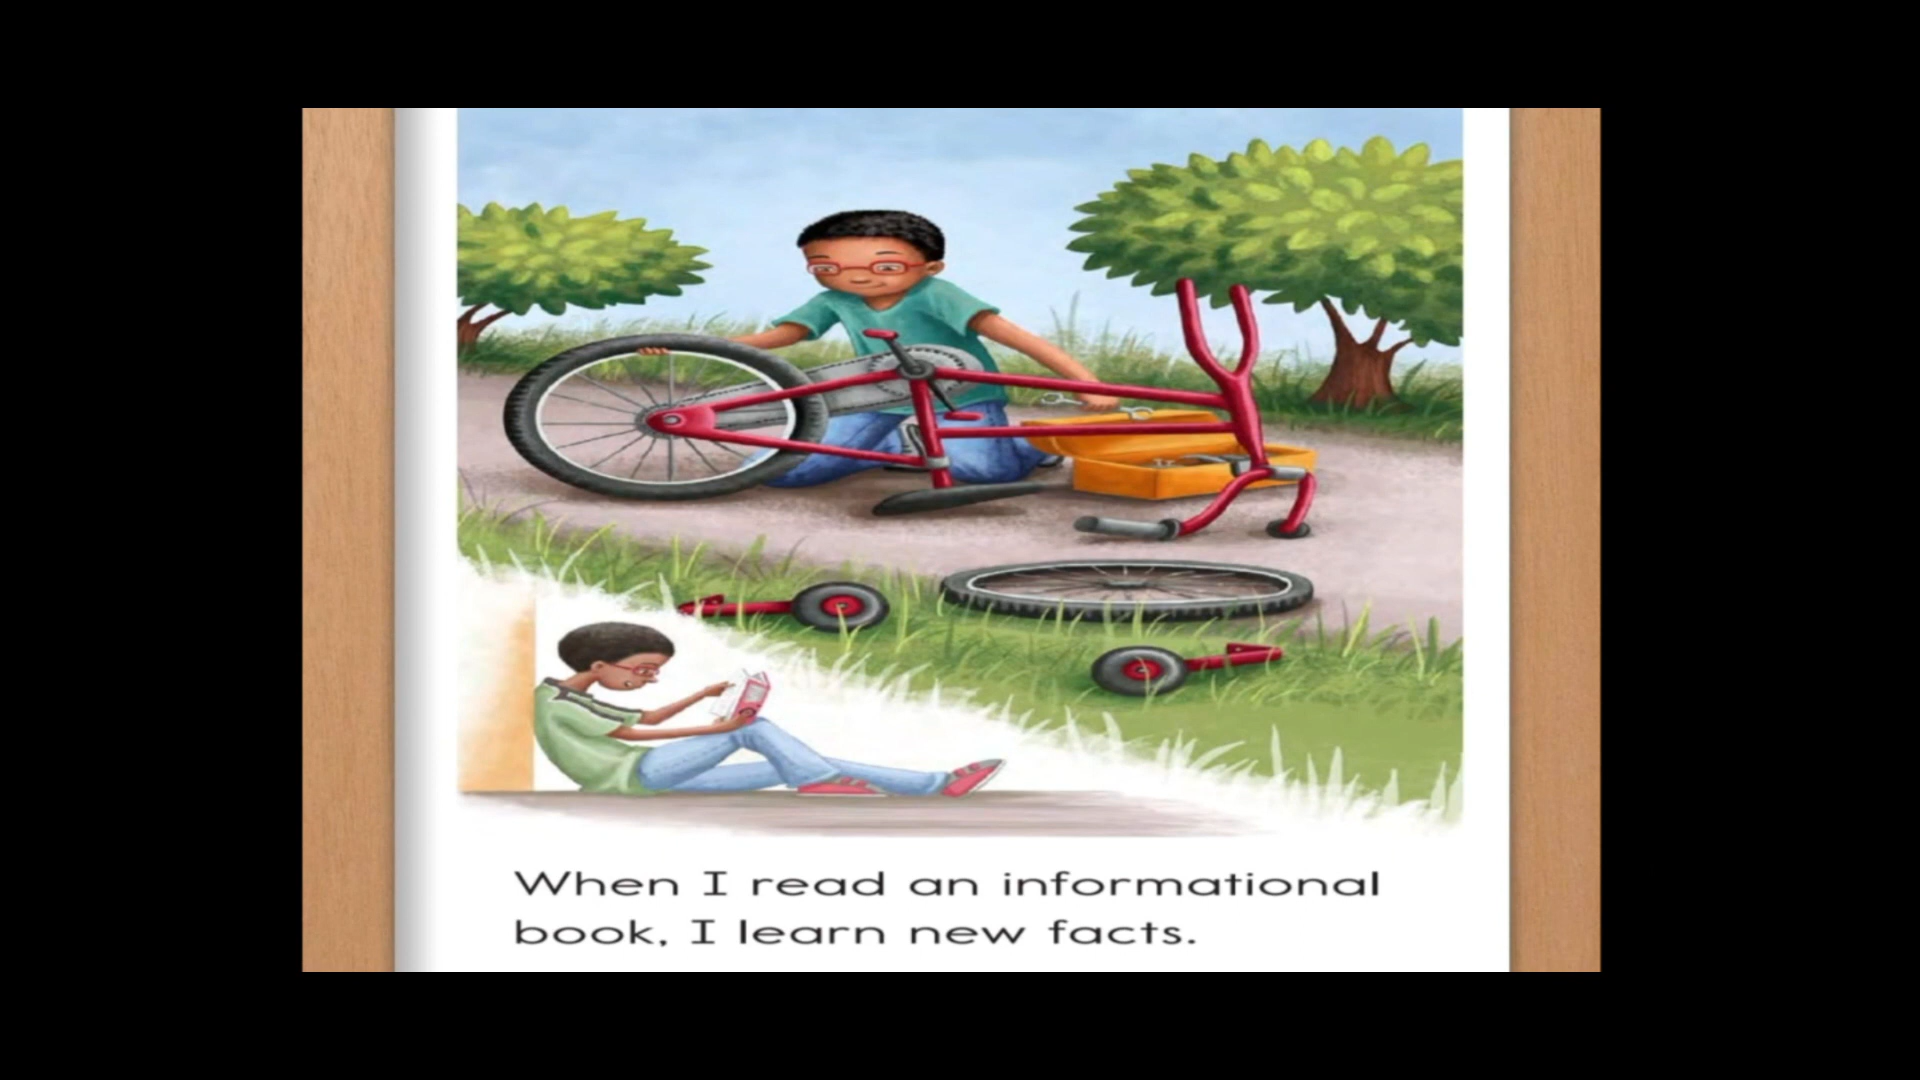 When I read an informational
book, I learn new facts.